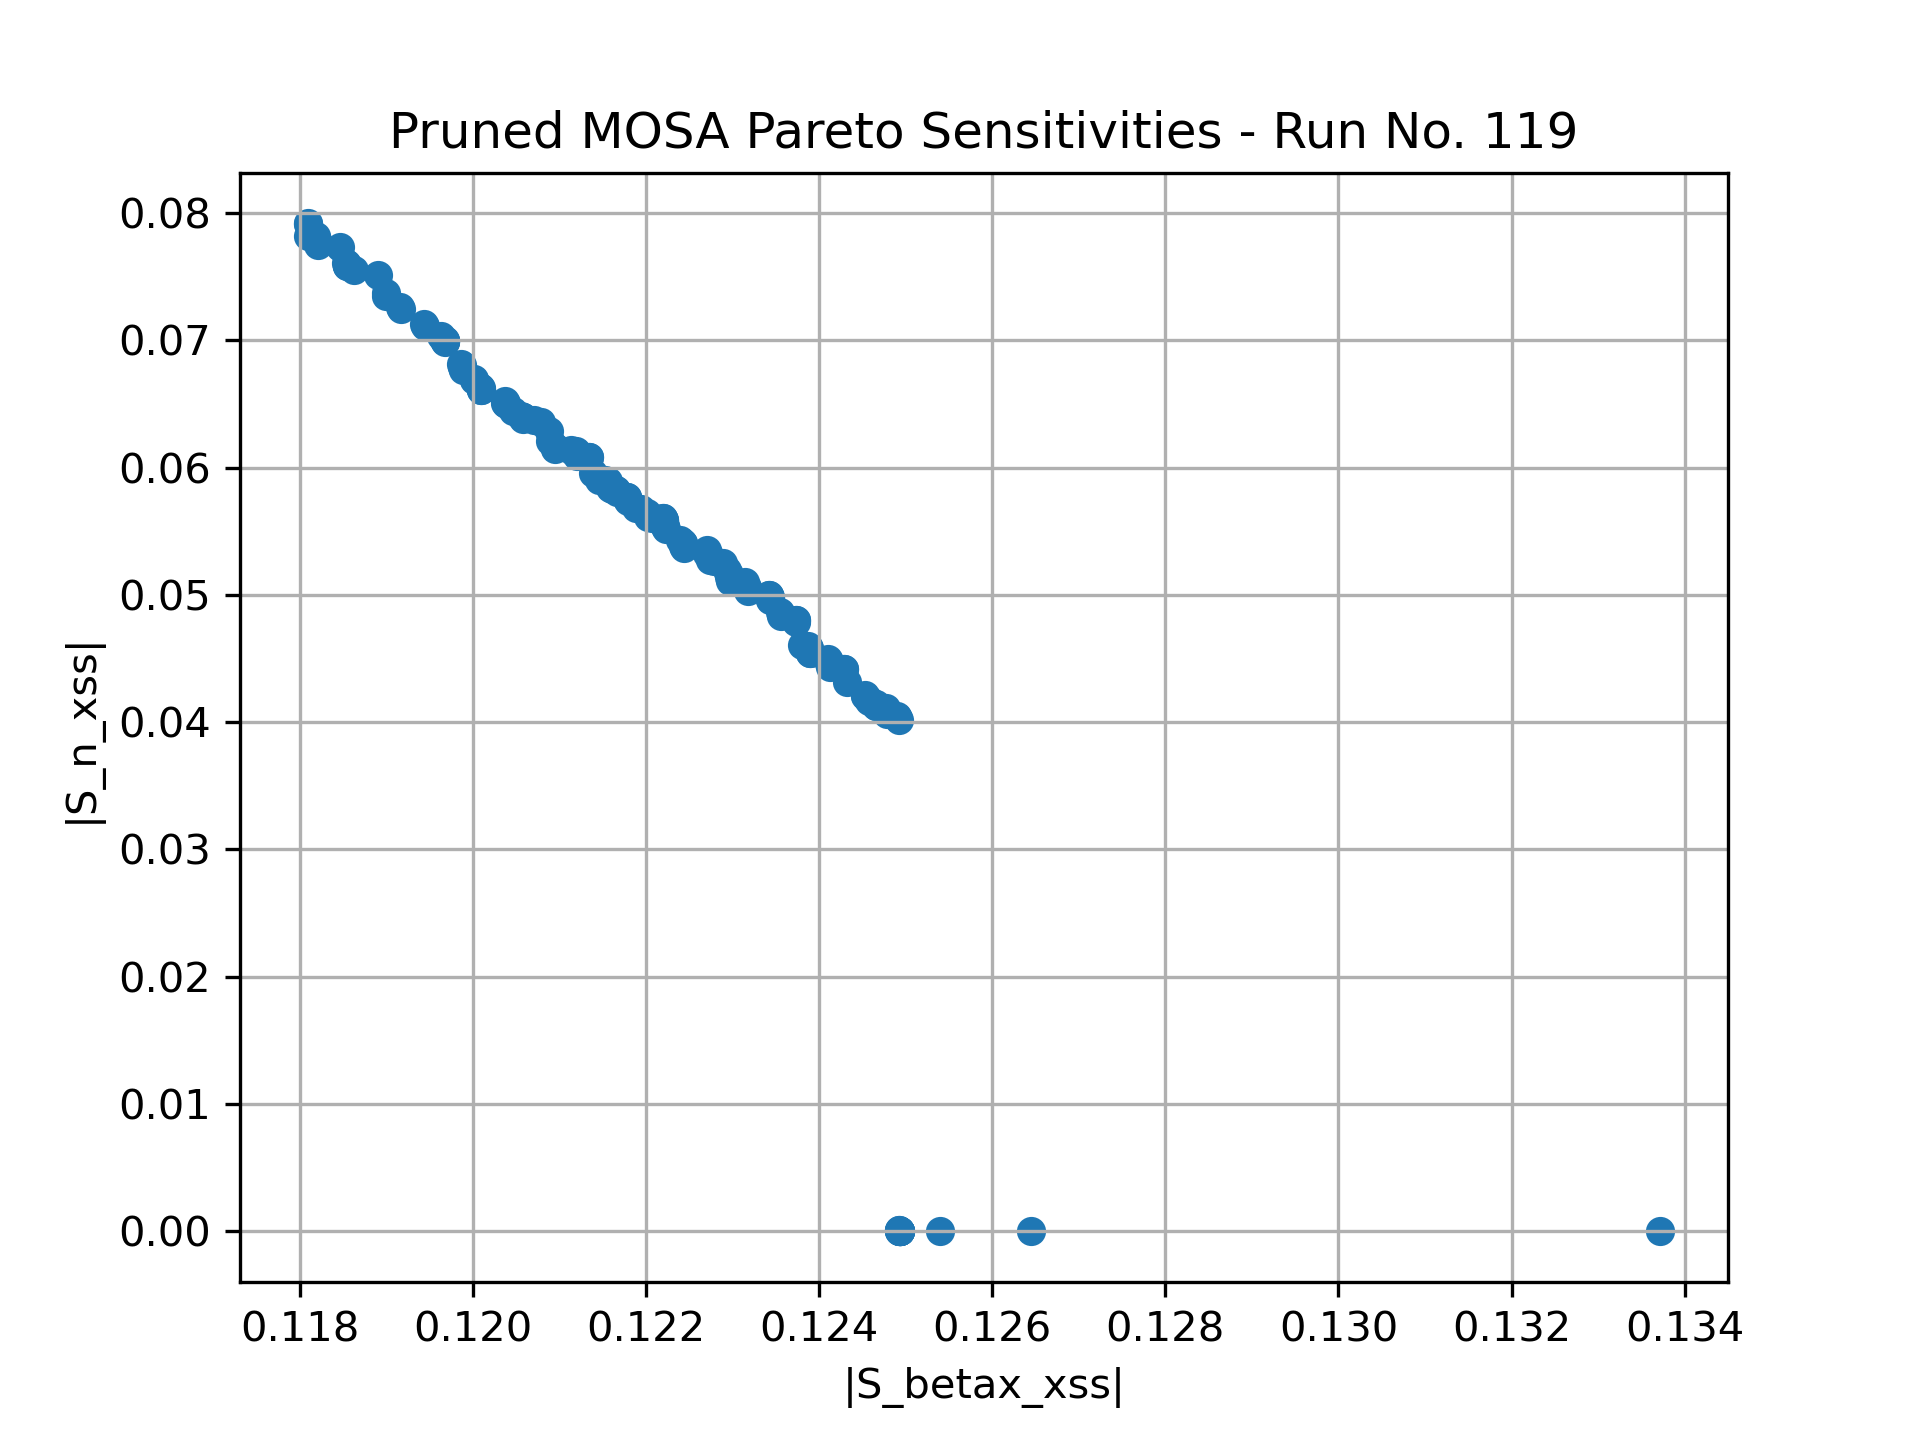 Pruned MOSA Pareto Sensitivities - Run No. 119
0.08
0.07
0.06
0.05
0.04
0.03
0.02
0.01
0.00
|S_n_xss|
0.118 0.120 0.122 0.124 0.126 0.128 0.130 0.132 0.134
|S_betax_xss|